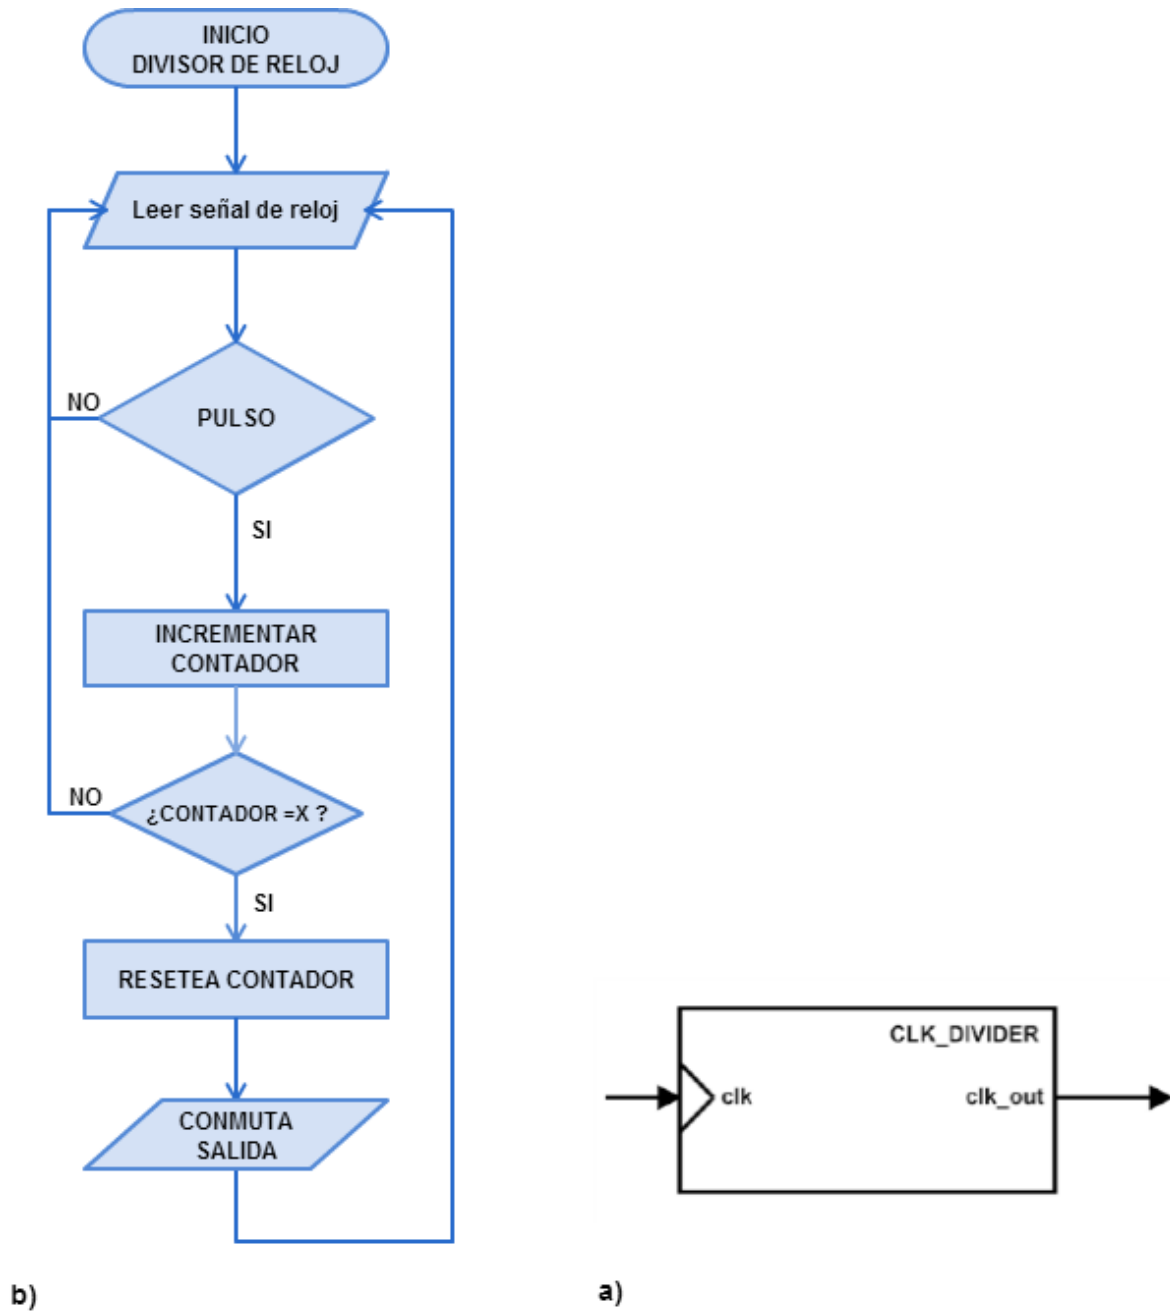 INICIO
DIVISOR DE RELOJ
Leer señal de reloj
NO
PULSO
SI
INCREMENTAR
CONTADOR
NO
¿CONTADOR =X ?
SI
RESETEA CONTADOR
CONMUTA
SALIDA
b)
CLK_DIVIDER
clk
clk_out
a)